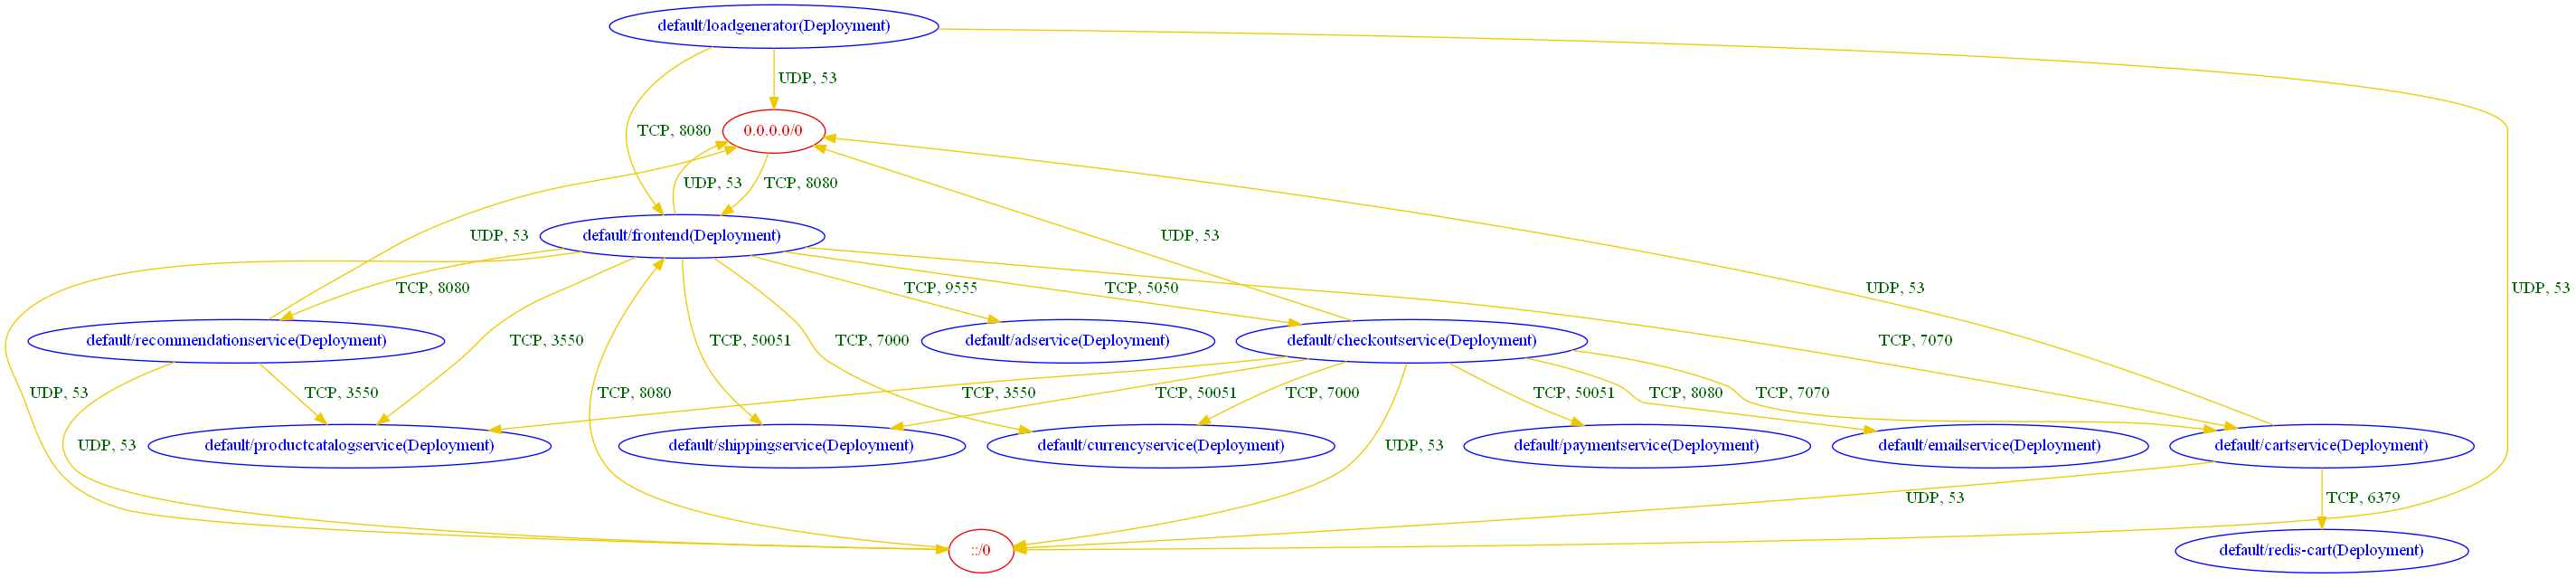 default/loadgenerator(Deployment)
UDP, 53
0.0.0.0/0
TCP, 8080
UDP, 53
TCP, 8080
UDP, 53
default/frontend(Deployment)
UDP, 53
TCP, 8080
TCP, 3550
TCP, 50051
TCP, 7000
TCP, 9555
TCP, 5050
UDP, 53
UDP, 53
TCP, 7070
default/recommendationservice(Deployment)
default/adservice(Deployment)
default/checkoutservice(Deployment)
UDP, 53
UDP, 53
TCP, 3550
TCP, 8080
TCP, 3550
TCP, 50051
TCP, 7000
UDP, 53
TCP, 50051
TCP, 8080
TCP, 7070
default/productcatalogservice(Deployment)
default/shippingservice(Deployment)
default/currencyservice(Deployment)
default/paymentservice(Deployment)
default/emailservice(Deployment)
default/cartservice(Deployment)
UDP, 53
TCP, 6379
::/0
default/redis-cart(Deployment)